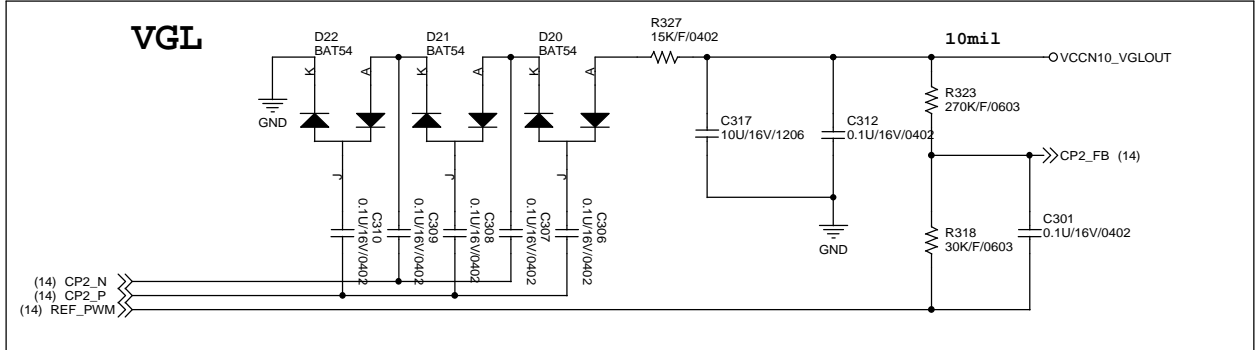 VGL
D22
BAT54
D21
BAT54
D20
BAT54
R327
15K/F/0402
10mil
VCCN10_VGLOUT
K
A
K
A
K
A
GND
R323
270K/F/0603
C317
10U/16V/1206
C312
0.1U/16V/0402
CP2_FB (14)
J
J
J
C310
0.1U/16V/0402
C309
0.1U/16V/0402
C308
0.1U/16V/0402
C307
0.1U/16V/0402
C306
0.1U/16V/0402
GND
R318
30K/F/0603
C301
0.1U/16V/0402
(14) CP2_N
(14) CP2_P
(14) REF_PWM